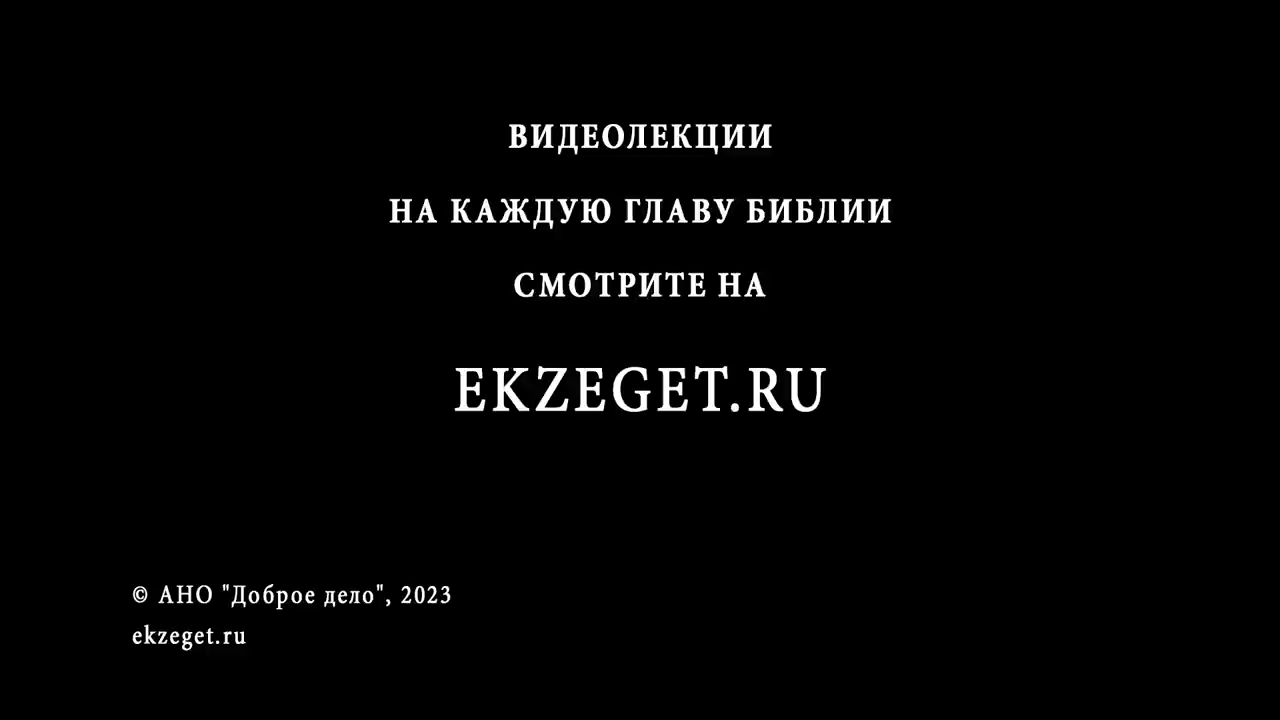 ВИДЕОЛЕКЦИИ
НА КАЖДУЮ ГЛАВУ БИБЛИИ
СМОТРИТЕ НА
EKZEGET.RU
© АНО "Доброе дело", 2023
ekzeget.ru